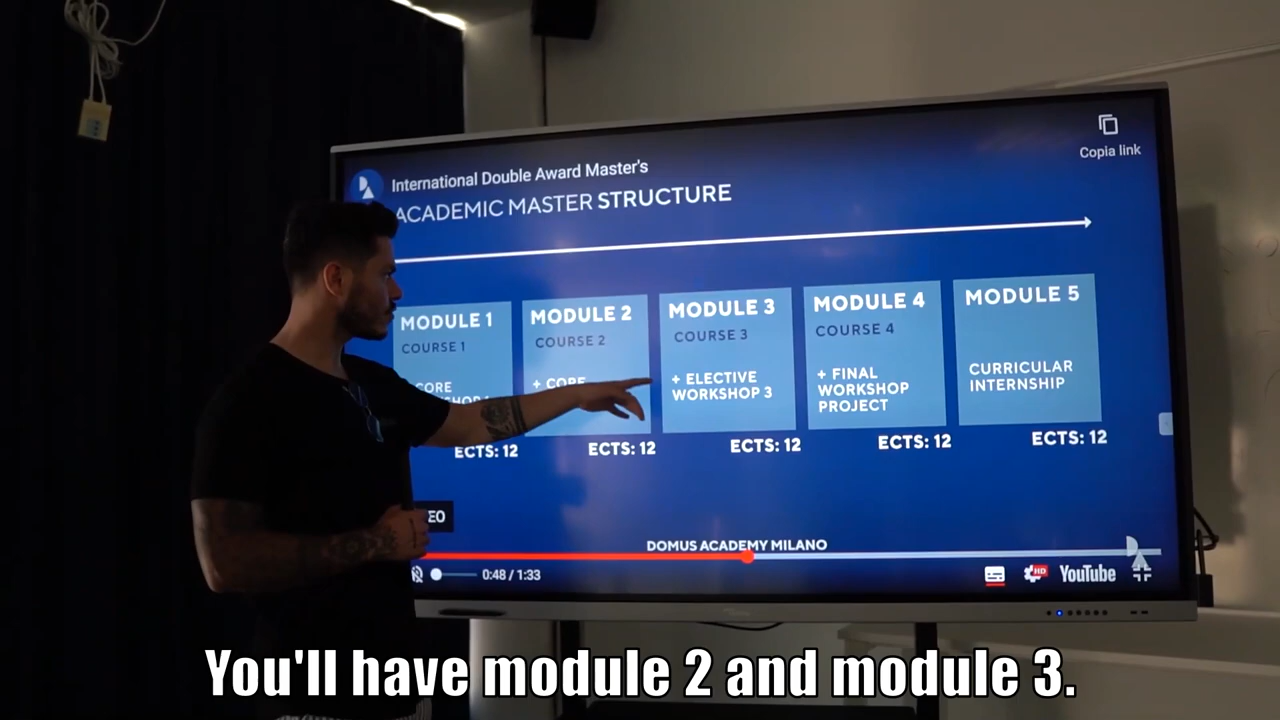 International Double Award Master's
ACADEMIC MASTER STRUCTURE
Copia link
MODULE 1
COURSE 1
CORE
MODULE 2
COURSE 2
+ CORE
MODULE 3
COURSE 3
+ ELECTIVE
WORKSHOP 3
MODULE 4
COURSE 4
+ FINAL
WORKSHOP
PROJECT
MODULE 5
CURRICULAR
INTERNSHIP
ECTS: 12
ECTS: 12
ECTS: 12
ECTS: 12
ECTS: 12
EO
DOMUS ACADEMY MILANO
0:48 / 1:33
HD
YouTube
You'll have module 2 and module 3.